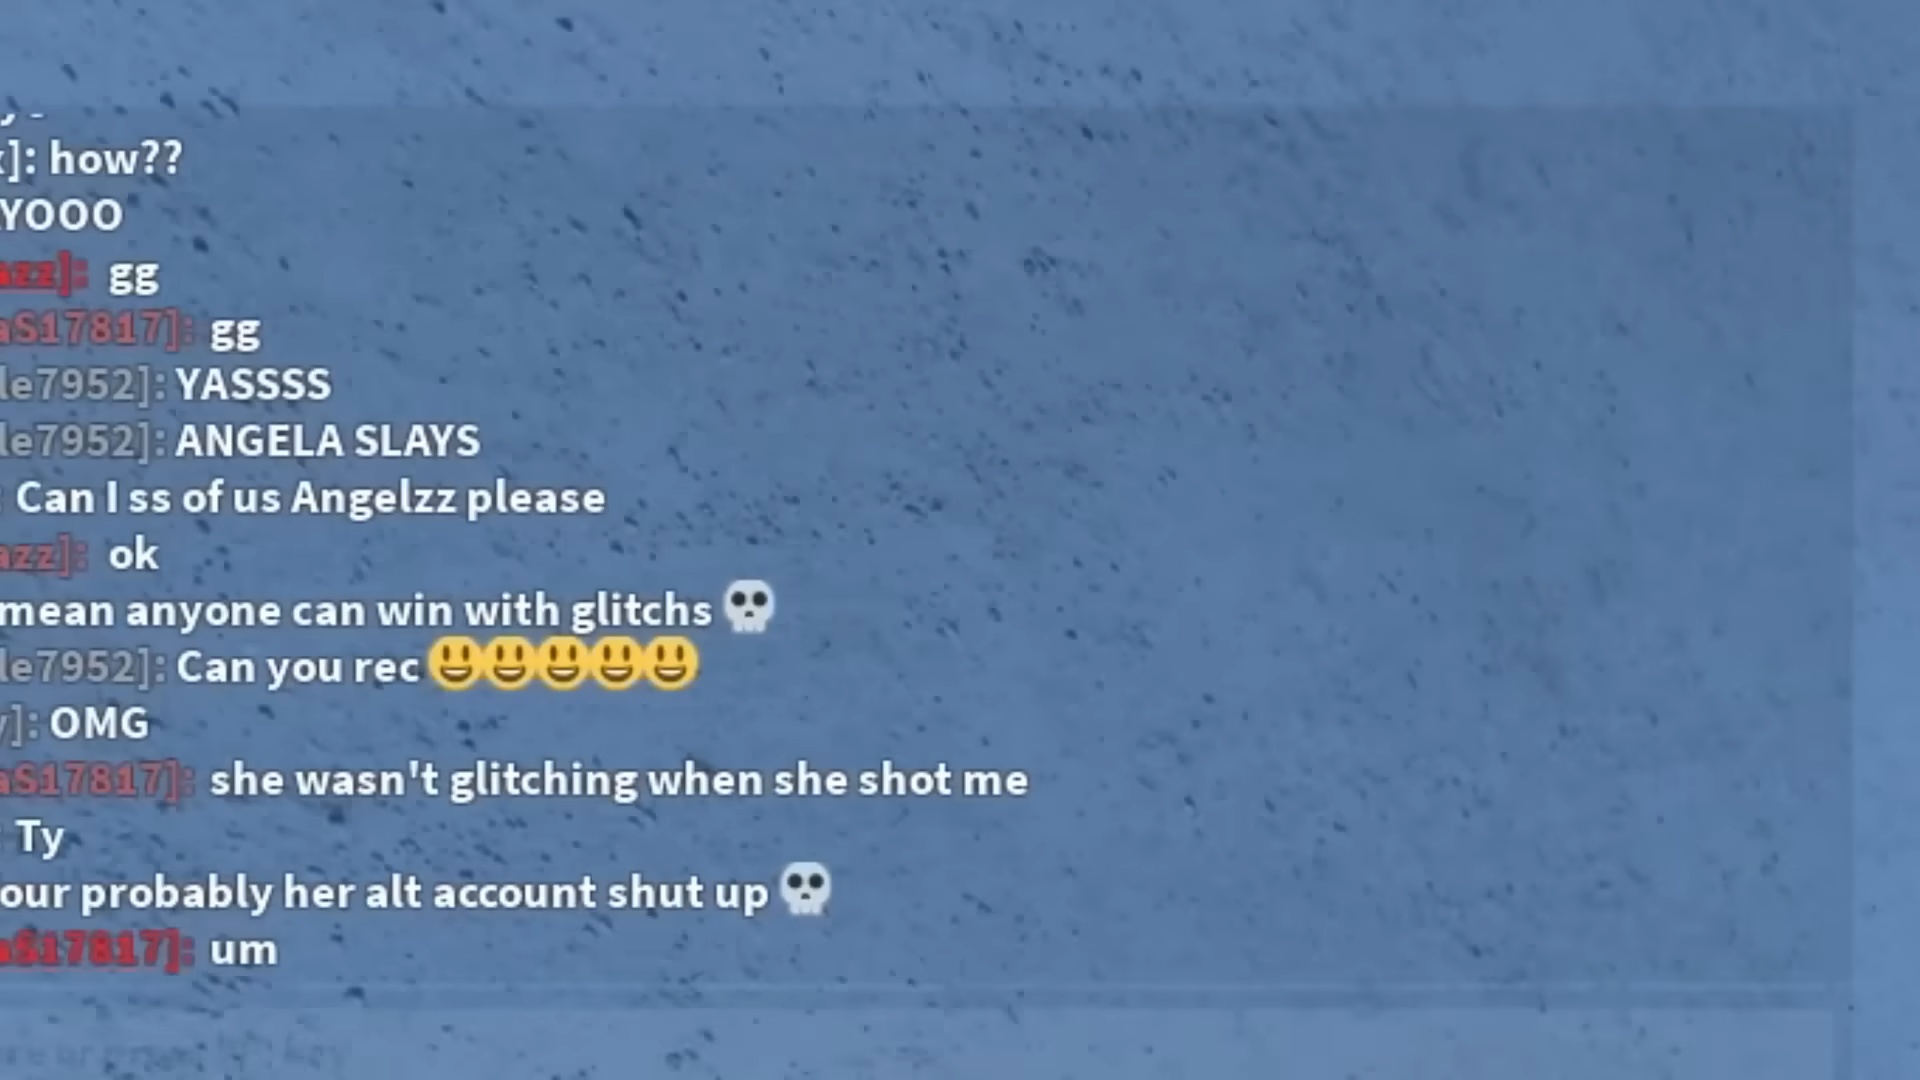 ]: how??
YOOO
azz]: gg
aS17817]: gg
le7952]: YASSSS
le7952]: ANGELA SLAYS
: Can I ss of us Angelzz please
azz]: ok
mean anyone can win with glitchs 💀
le7952]: Can you rec 😃😃😃😃😃
y]: OMG
aS17817]: she wasn't glitching when she shot me
: Ty
our probably her alt account shut up 💀
aS17817]: um